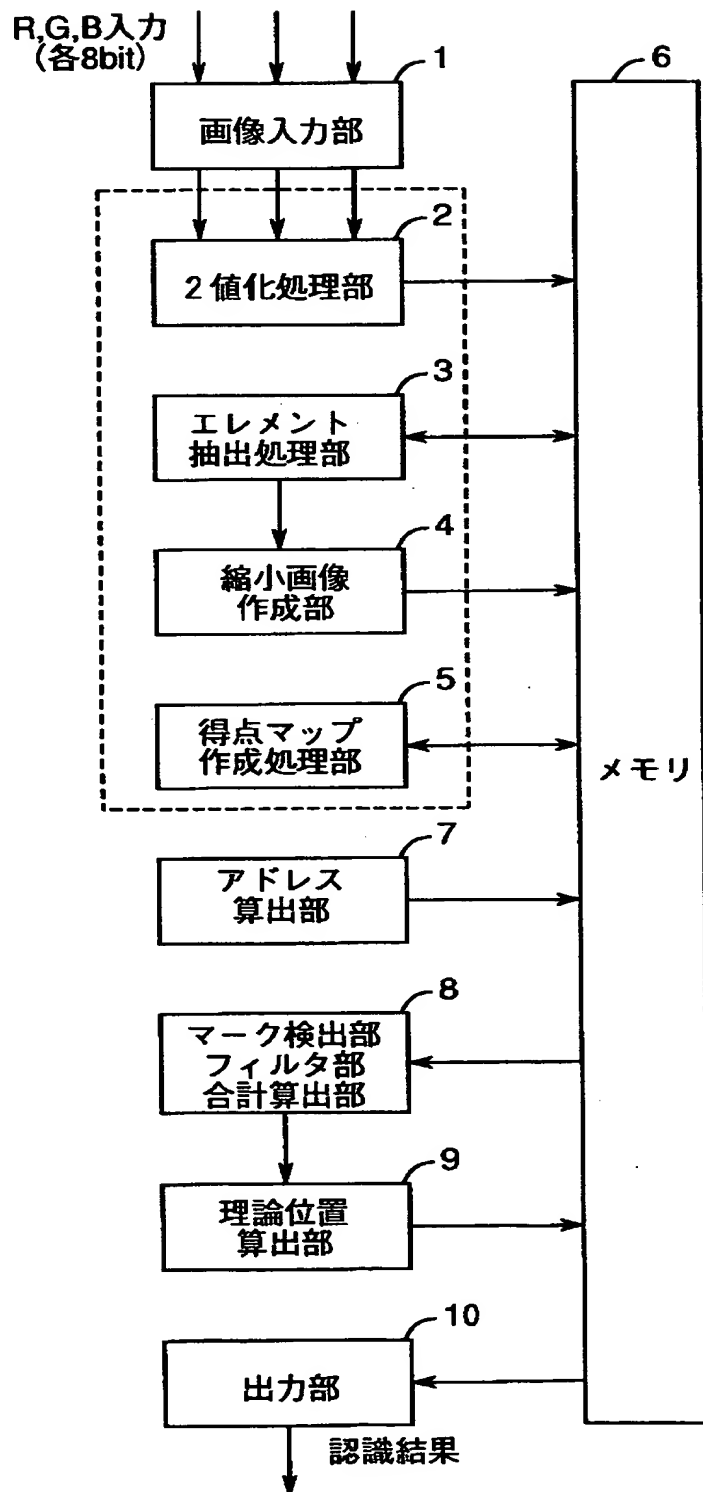 R,G,B入力
(各8bit)
1
画像入力部
6
2
2値化処理部
3
エレメント
抽出処理部
4
縮小画像
作成部
5
得点マップ
作成処理部
メモリ
7
アドレス
算出部
8
マーク検出部
フィルタ部
合計算出部
9
理論位置
算出部
10
出力部
認識結果